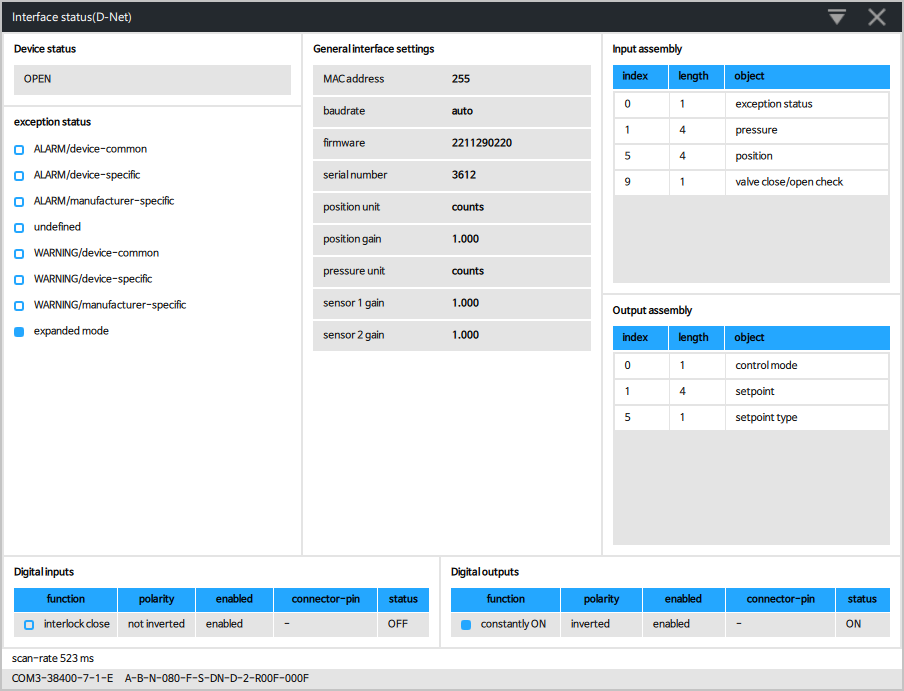 Interface status(D-Net)
Device status
OPEN
exception status
ALARM/device-common
ALARM/device-specific
ALARM/manufacturer-specific
undefined
WARNING/device-common
WARNING/device-specific
WARNING/manufacturer-specific
expanded mode
General interface settings
MAC address 255
baudrate auto
firmware 2211290220
serial number 3612
position unit counts
position gain 1.000
pressure unit counts
sensor 1 gain 1.000
sensor 2 gain 1.000
Input assembly
index length object
0 1 exception status
1 4 pressure
5 4 position
9 1 valve close/open check
Output assembly
index length object
0 1 control mode
1 4 setpoint
5 1 setpoint type
Digital inputs
function polarity enabled connector-pin status
interlock close not inverted enabled - OFF
Digital outputs
function polarity enabled connector-pin status
constantly ON inverted enabled - ON
scan-rate 523 ms
COM3-38400-7-1-E A-B-N-080-F-S-DN-D-2-R00F-000F